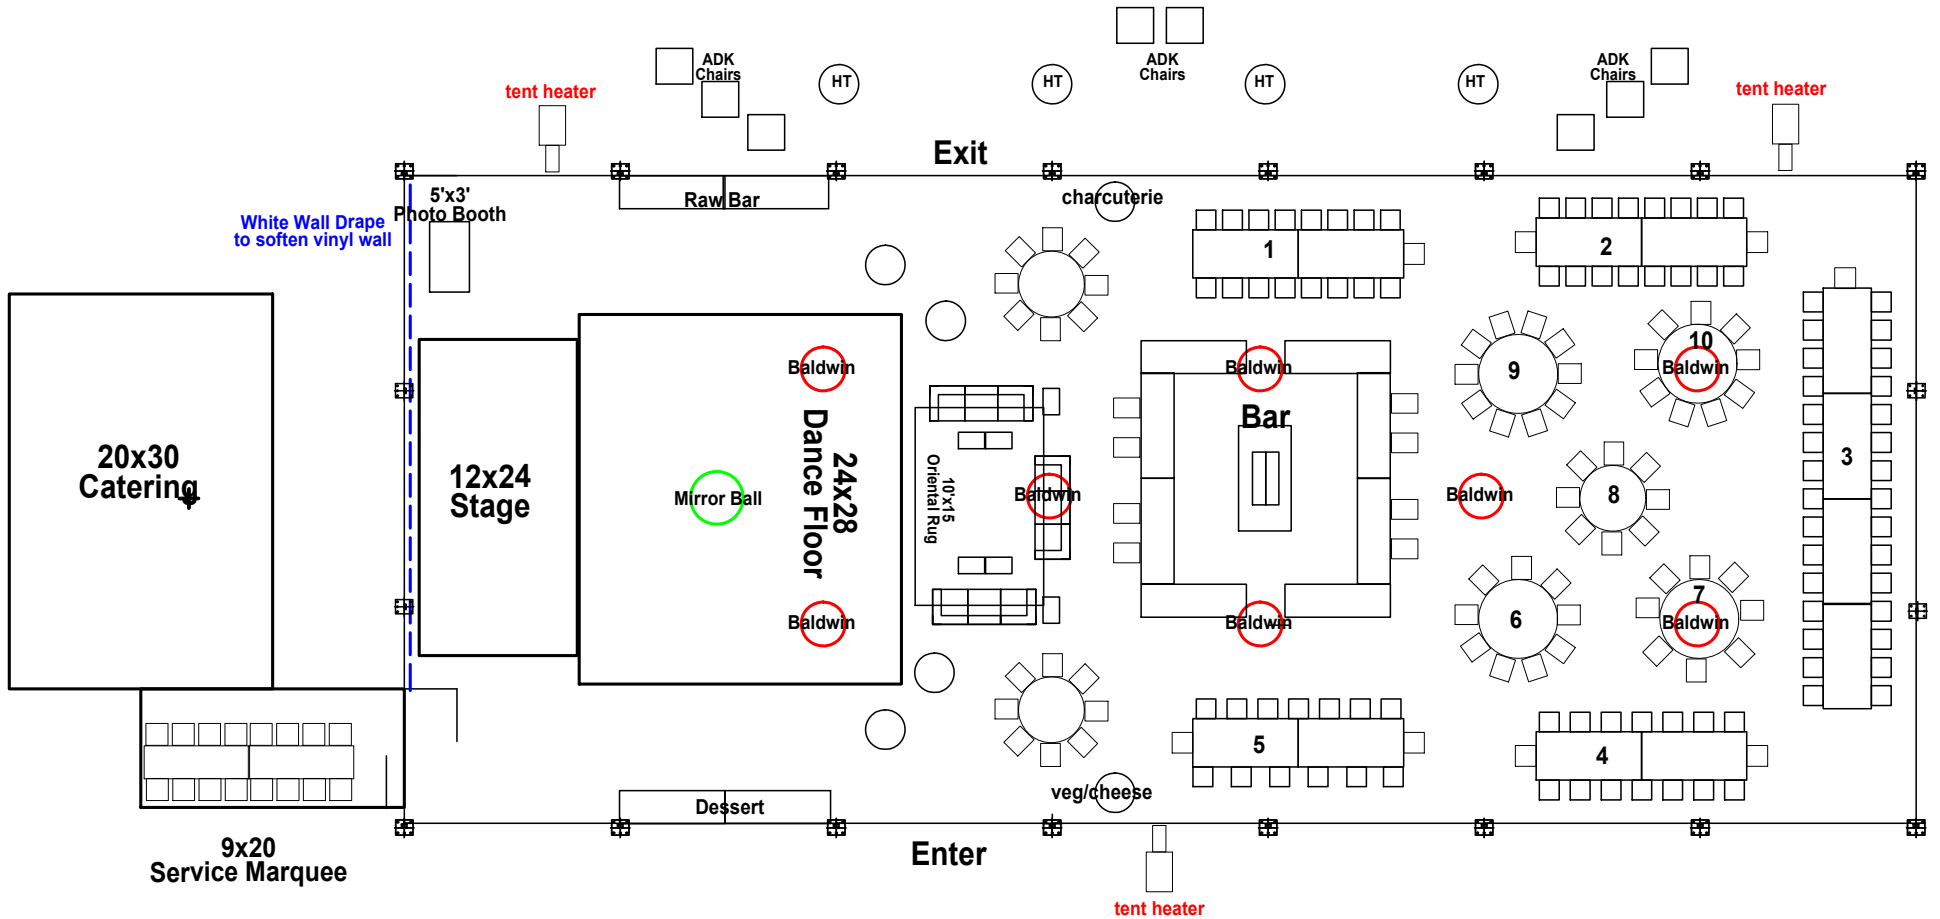 ADK
Chairs
HT
HT
ADK
Chairs
HT
HT
ADK
Chairs
tent heater
tent heater
Exit
5'x3'
Photo Booth
Raw Bar
charcuterie
White Wall Drape
to soften vinyl wall
1
2
10
Baldwin
Baldwin
Baldwin
9
Bar
20x30
Catering
12x24
Stage
Mirror Ball
24x28
Dance Floor
10'x15
Oriental Rug
Baldwin
Baldwin
8
3
Baldwin
Baldwin
6
7
Baldwin
5
4
veg/cheese
Dessert
9x20
Service Marquee
Enter
tent heater